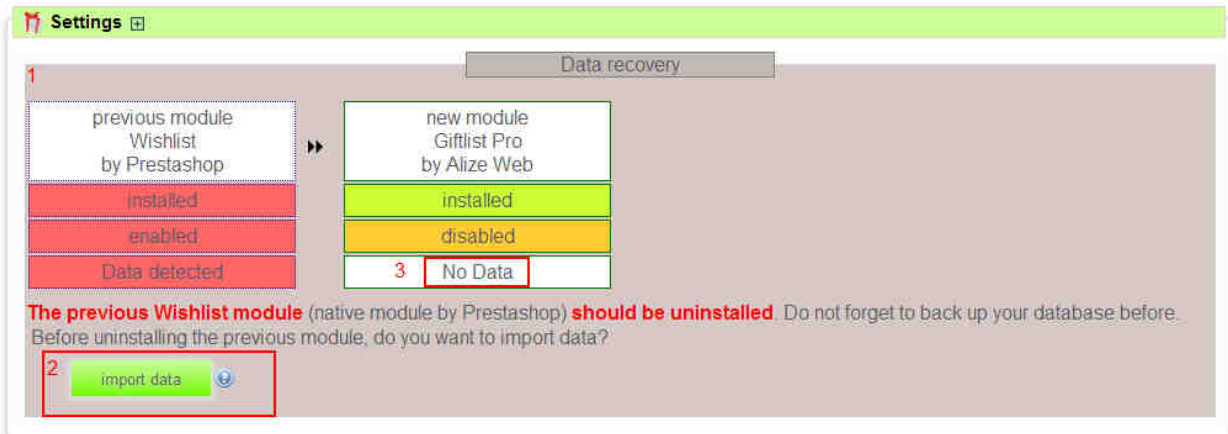 Settings
Data recovery
1
previous module
Wishlist
by Prestashop
new module
Giftlist Pro
by Alize Web
installed
installed
enabled
disabled
Data detected
3 No Data
The previous Wishlist module (native module by Prestashop) should be uninstalled. Do not forget to back up your database before.
Before uninstalling the previous module, do you want to import data?
2
import data